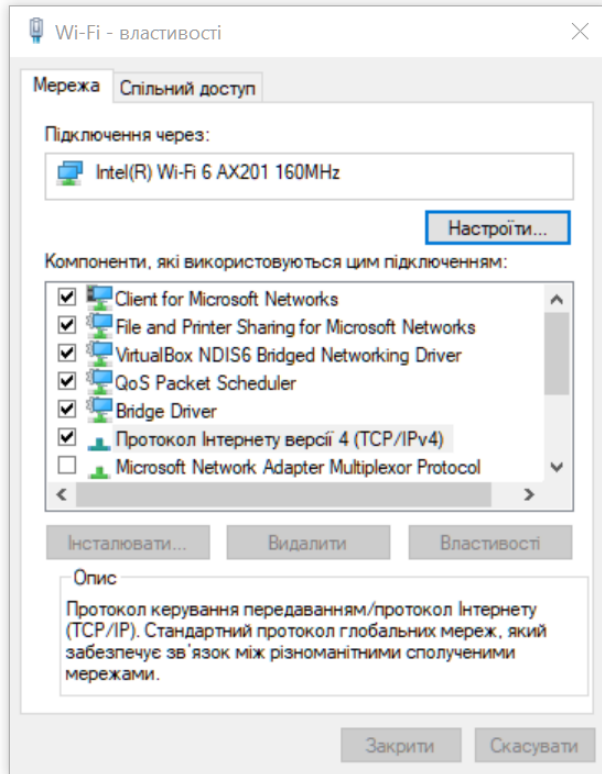 Wi-Fi - властивості
Мережа
Спільний доступ
Підключення через:
Intel(R) Wi-Fi 6 AX201 160MHz
Настроїти...
Компоненти, які використовуються цим підключенням:
Client for Microsoft Networks
File and Printer Sharing for Microsoft Networks
VirtualBox NDIS6 Bridged Networking Driver
QoS Packet Scheduler
Bridge Driver
Протокол Інтернету версії 4 (TCP/IPv4)
Microsoft Network Adapter Multiplexor Protocol
Інсталювати...
Видалити
Властивості
Опис
Протокол керування передаванням/протокол Інтернету
(TCP/IP). Стандартний протокол глобальних мереж, який
забезпечує зв'язок між різноманітними сполученими
мережами.
Закрити
Скасувати